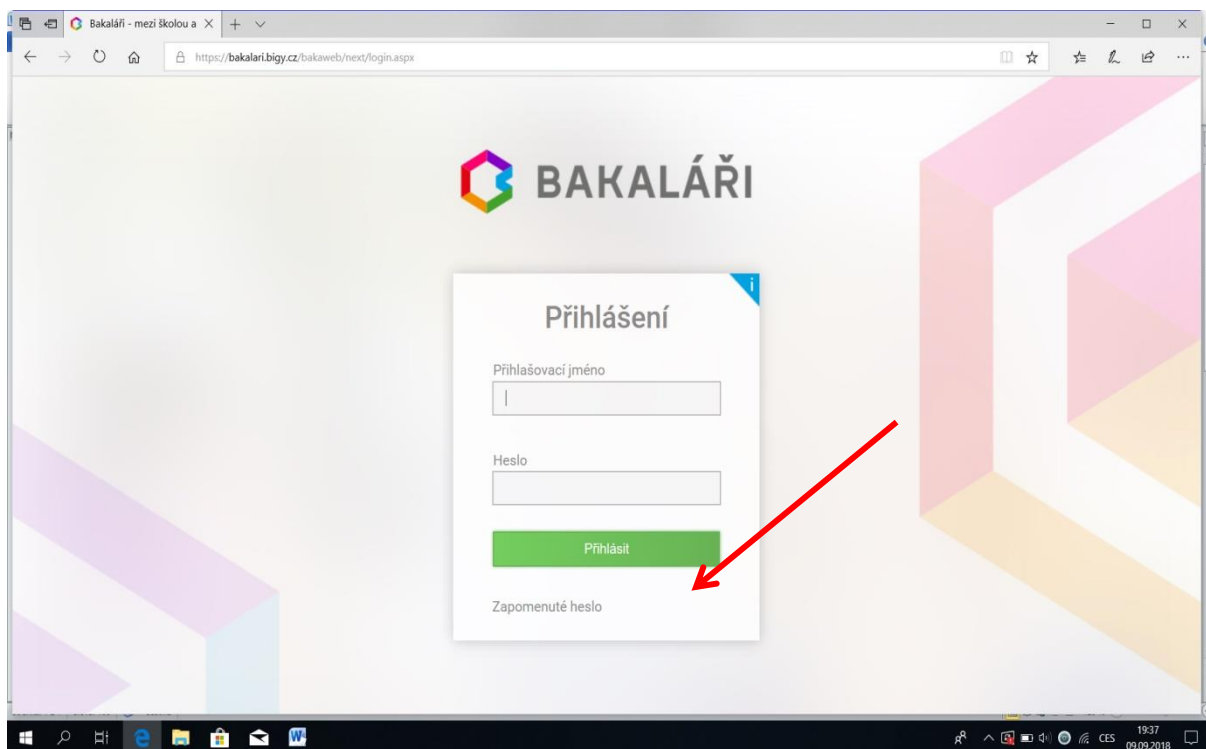 Bakaláři - mezi školou a
https://bakalari.bigy.cz/bakaweb/next/login.aspx
BAKALÁŘI
i
Přihlášení
Přihlašovací jméno
Heslo
Přihlásit
Zapomenuté heslo
CES
19:37
09.09.2018